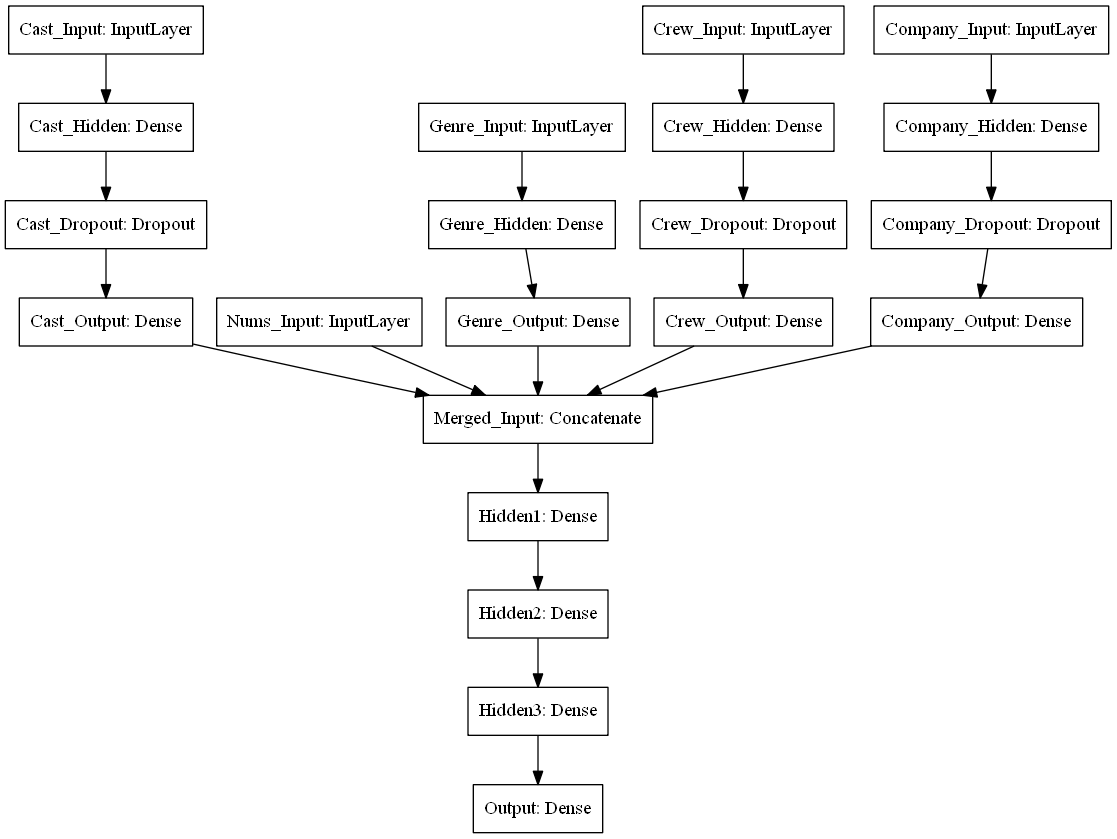 Cast_Input: InputLayer
Crew_Input: InputLayer
Company_Input: InputLayer
Cast_Hidden: Dense
Genre_Input: InputLayer
Crew_Hidden: Dense
Company_Hidden: Dense
Cast_Dropout: Dropout
Genre_Hidden: Dense
Crew_Dropout: Dropout
Company_Dropout: Dropout
Cast_Output: Dense
Nums_Input: InputLayer
Genre_Output: Dense
Crew_Output: Dense
Company_Output: Dense
Merged_Input: Concatenate
Hidden1: Dense
Hidden2: Dense
Hidden3: Dense
Output: Dense